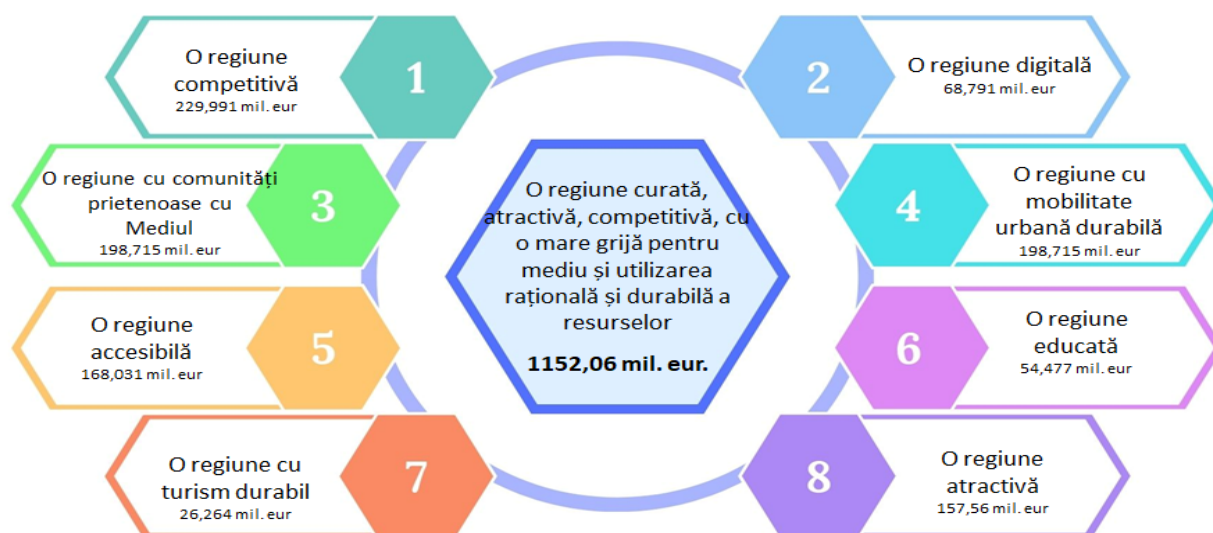 O regiune
competitivă
229,991 mil. eur
1
2
O regiune digitală
68,791 mil. eur
O regiune cu comunități
prietenoase cu
Mediul
198,715 mil. eur
3
O regiune curată,
atractivă, competitivă, cu
o mare grijă pentru
mediu și utilizarea
rațională și durabilă a
resurselor
1152,06 mil. eur.
4
O regiune cu
mobilitate
urbană durabilă
198,715 mil. eur
O regiune
accesibilă
168,031 mil. eur
5
6
O regiune
educată
54,477 mil. eur
O regiune cu
turism durabil
26,264 mil. eur
7
8
O regiune
atractivă
157,56 mil. eur